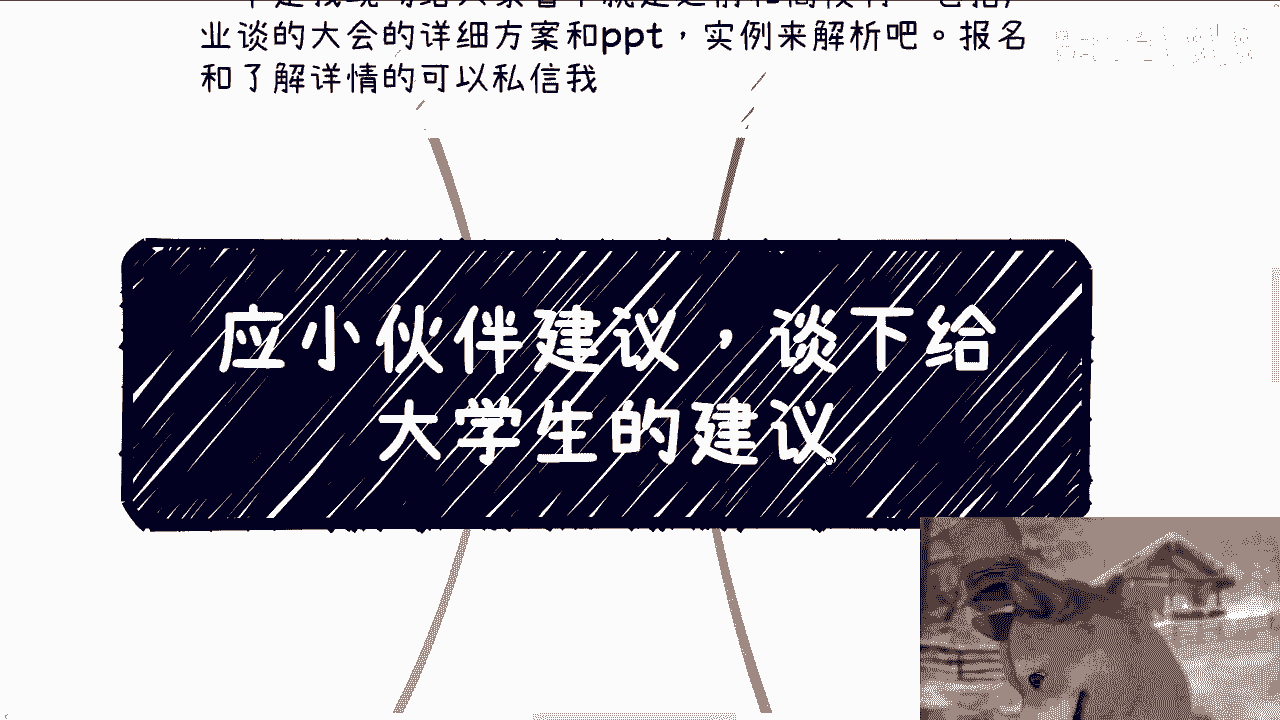 业谈的大会的详细方案和ppt，实例来解析吧。报名
和了解详情的可以私信我
应小伙伴建议，谈下给
大学生的建议